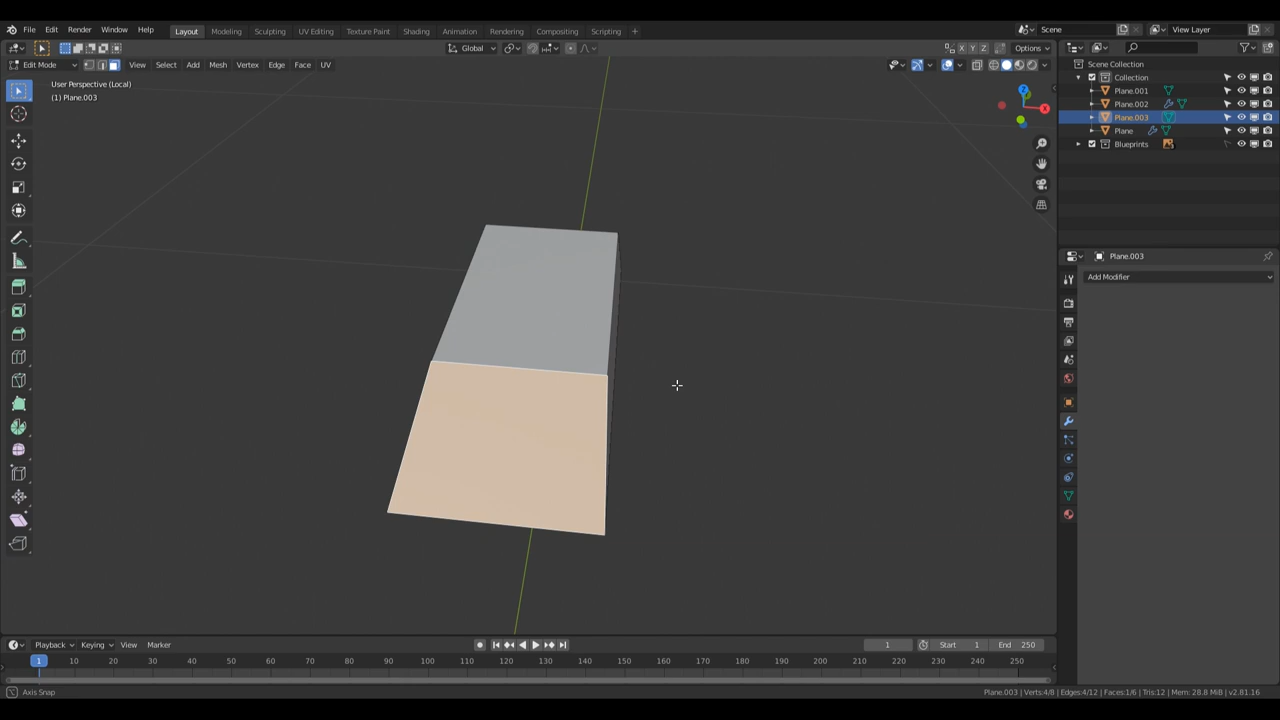 File Edit Render Window Help Layout Modeling Sculpting UV Editing Texture Paint Shading Animation Rendering Compositing Scripting + Scene View Layer
Global X Y Z Options
Edit Mode View Select Add Mesh Vertex Edge Face UV Scene Collection
Collection
User Perspective (Local)
(1) Plane.003
Plane.001
Plane.002
Plane.003
Plane
Blueprints
Z
X
Plane.003
Add Modifier
Playback Keying View Marker 1 Start 1 End 250
1 10 20 30 40 50 60 70 80 90 100 110 120 130 140 150 160 170 180 190 200 210 220 230 240 250
Axis Snap Plane.003 | Verts:4/8 | Edges:4/12 | Faces:1/6 | Tris:12 | Mem: 28.8 MiB | v2.81.16